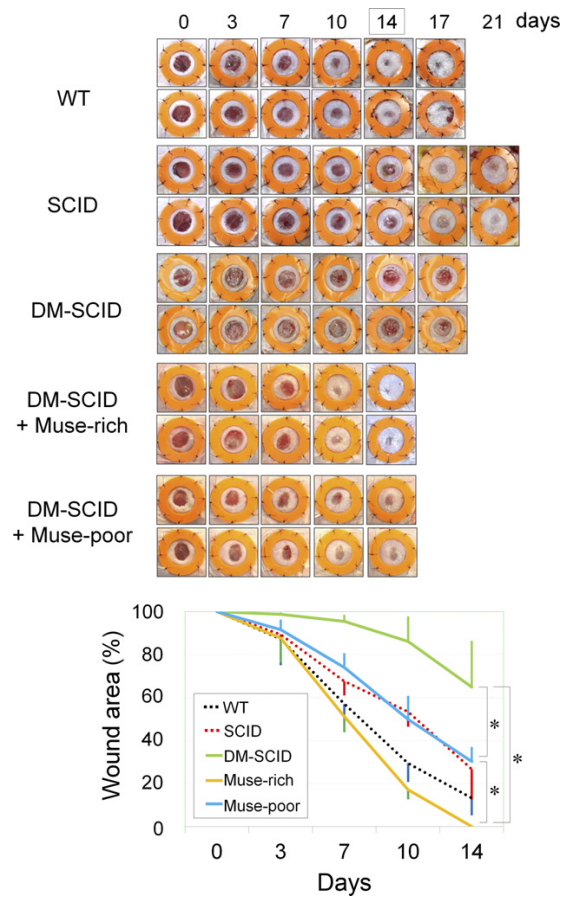 0 3 7 10 14 17 21 days
WT
SCID
DM-SCID
DM-SCID
+ Muse-rich
DM-SCID
+ Muse-poor
100
80
60
40
20
0
Wound area (%)
WT
SCID
DM-SCID
Muse-rich
Muse-poor
*
*
*
0 3 7 10 14
Days